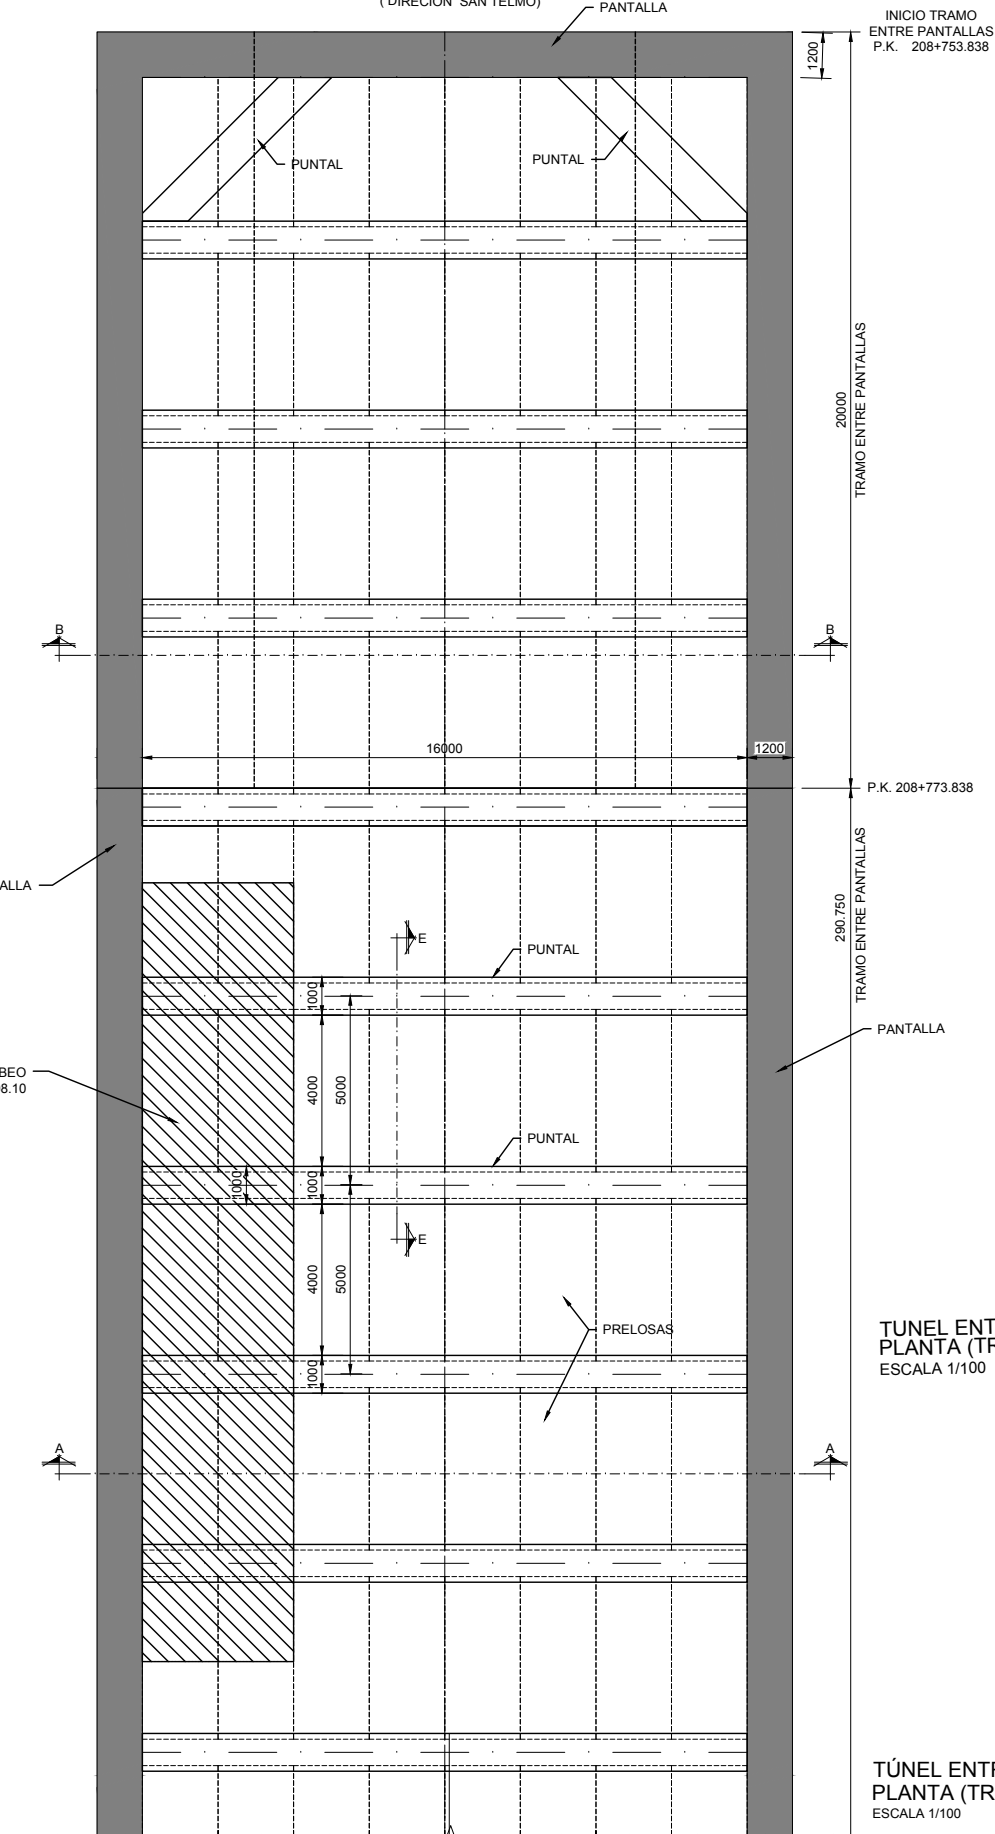 ( DIRECION SAN TELMO)
PANTALLA
INICIO TRAMO
ENTRE PANTALLAS
P.K. 208+753.838
1200
PUNTAL
PUNTAL
20000
TRAMO ENTRE PANTALLAS
B
B
16000
1200
P.K. 208+773.838
ALLA
290.750
TRAMO ENTRE PANTALLAS
E
PUNTAL
1000
PANTALLA
BEO
8.10
4000
5000
PUNTAL
1000
1000
E
4000
5000
PRELOSAS
TUNEL ENT
PLANTA (TR
ESCALA 1/100
1000
A
A
TÚNEL ENTR
PLANTA (TR
ESCALA 1/100